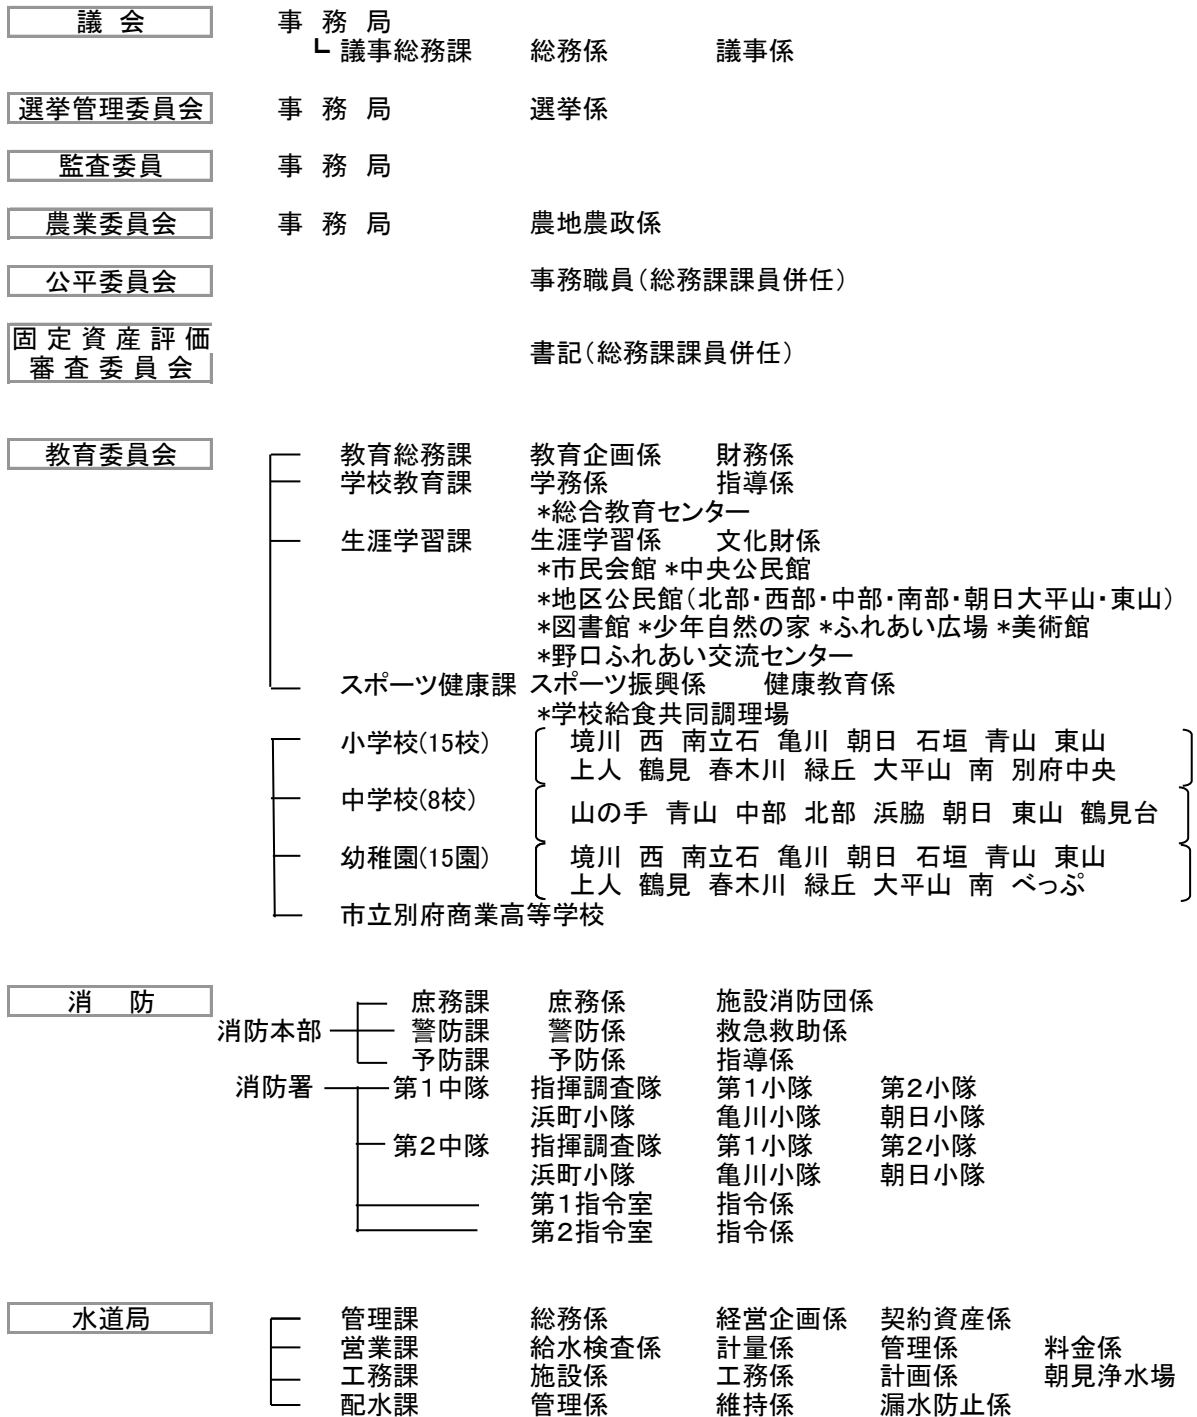 議 会 事 務 局
議事総務課 総務係 議事係
選挙管理委員会 事 務 局 選挙係
監査委員 事 務 局
農業委員会 事 務 局 農地農政係
公平委員会 事務職員（総務課課員併任）
固 定 資 産 評 価
審 査 委 員 会
書記（総務課課員併任）
教育委員会 教育総務課 教育企画係 財務係
学校教育課 学務係 指導係
*総合教育センター
生涯学習課 生涯学習係 文化財係
*市民会館 *中央公民館
*地区公民館（北部・西部・中部・南部・朝日大平山・東山）
*図書館 *少年自然の家 *ふれあい広場 *美術館
*野口ふれあい交流センター
スポーツ健康課 スポーツ振興係 健康教育係
*学校給食共同調理場
小学校(15校) 境川 西 南立石 亀川 朝日 石垣 青山 東山
上人 鶴見 春木川 緑丘 大平山 南 別府中央
中学校(8校) 山の手 青山 中部 北部 浜脇 朝日 東山 鶴見台
幼稚園(15園) 境川 西 南立石 亀川 朝日 石垣 青山 東山
上人 鶴見 春木川 緑丘 大平山 南 べっぷ
市立別府商業高等学校
消 防 庶務課 庶務係 施設消防団係
消防本部 警防課 警防係 救急救助係
予防課 予防係 指導係
消防署 第１中隊 指揮調査隊 第１小隊 第２小隊
浜町小隊 亀川小隊 朝日小隊
第２中隊 指揮調査隊 第１小隊 第２小隊
浜町小隊 亀川小隊 朝日小隊
第１指令室 指令係
第２指令室 指令係
水道局 管理課 総務係 経営企画係 契約資産係
営業課 給水検査係 計量係 管理係 料金係
工務課 施設係 工務係 計画係 朝見浄水場
配水課 管理係 維持係 漏水防止係